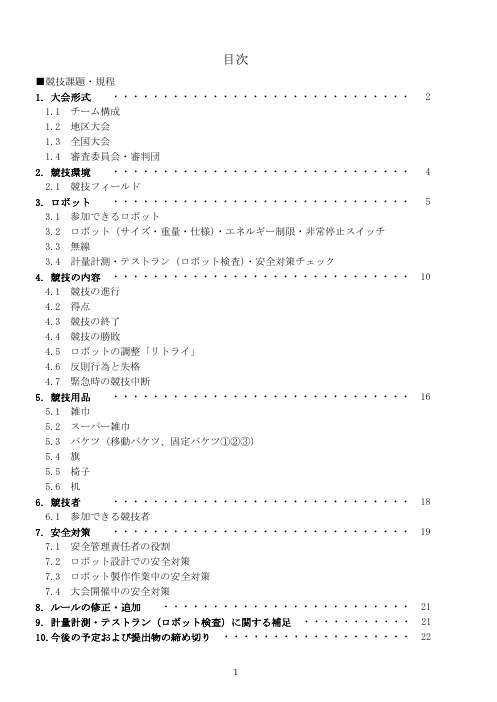 目次
■競技課題・規程
1. 大会形式 ・・・・・・・・・・・・・・・・・・・・・・・・・・・・・・ 2
1.1 チーム構成
1.2 地区大会
1.3 全国大会
1.4 審査委員会・審判団
2. 競技環境 ・・・・・・・・・・・・・・・・・・・・・・・・・・・・・・ 4
2.1 競技フィールド
3. ロボット ・・・・・・・・・・・・・・・・・・・・・・・・・・・・・・ 5
3.1 参加できるロボット
3.2 ロボット（サイズ・重量・仕様）・エネルギー制限・非常停止スイッチ
3.3 無線
3.4 計量計測・テストラン（ロボット検査）・安全対策チェック
4. 競技の内容 ・・・・・・・・・・・・・・・・・・・・・・・・・・・・・・ 10
4.1 競技の進行
4.2 得点
4.3 競技の終了
4.4 競技の勝敗
4.5 ロボットの調整「リトライ」
4.6 反則行為と失格
4.7 緊急時の競技中断
5. 競技用品 ・・・・・・・・・・・・・・・・・・・・・・・・・・・・・・ 16
5.1 雑巾
5.2 スーパー雑巾
5.3 バケツ（移動バケツ、固定バケツ①②③）
5.4 旗
5.5 椅子
5.6 机
6. 競技者 ・・・・・・・・・・・・・・・・・・・・・・・・・・・・・・ 18
6.1 参加できる競技者
7. 安全対策 ・・・・・・・・・・・・・・・・・・・・・・・・・・・・・・ 19
7.1 安全管理責任者の役割
7.2 ロボット設計での安全対策
7.3 ロボット製作作業中の安全対策
7.4 大会開催中の安全対策
8. ルールの修正・追加 ・・・・・・・・・・・・・・・・・・・・・・・・・ 21
9. 計量計測・テストラン（ロボット検査）に関する補足 ・・・・・・・・・・・ 21
10.今後の予定および提出物の締め切り ・・・・・・・・・・・・・・・・・・・ 22
1